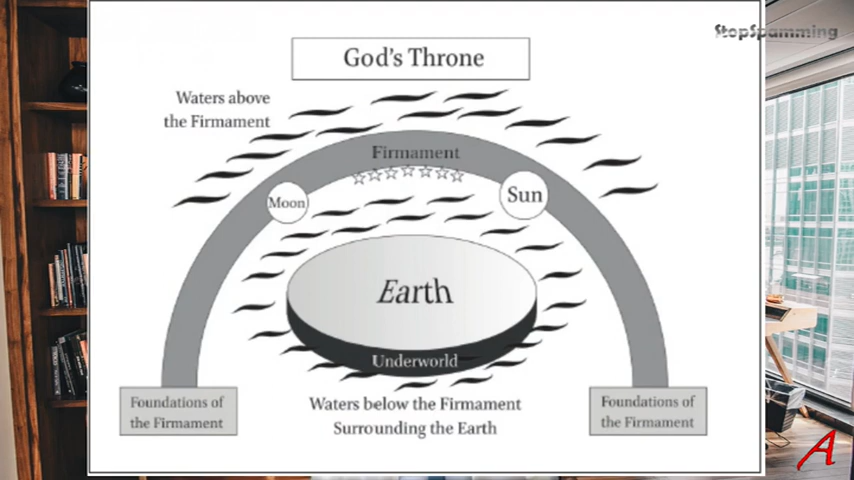 StopSpamming
God's Throne
Waters above
the Firmament
Firmament
Moon
Sun
Earth
Underworld
Foundations of
the Firmament
Waters below the Firmament
Surrounding the Earth
Foundations of
the Firmament
A